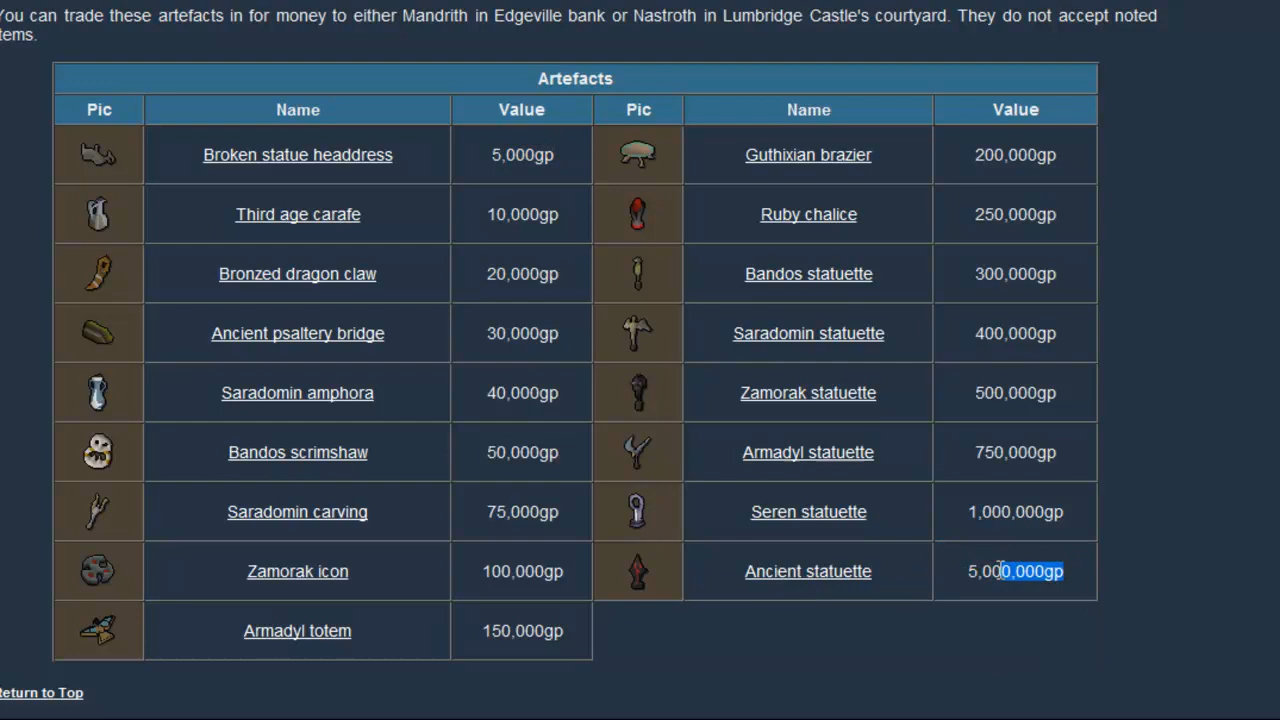 You can trade these artefacts in for money to either Mandrith in Edgeville bank or Nastroth in Lumbridge Castle's courtyard. They do not accept noted
tems.
Artefacts
Pic Name Value Pic Name Value
Broken statue headdress 5,000gp Guthixian brazier 200,000gp
Third age carafe 10,000gp Ruby chalice 250,000gp
Bronzed dragon claw 20,000gp Bandos statuette 300,000gp
Ancient psaltery bridge 30,000gp Saradomin statuette 400,000gp
Saradomin amphora 40,000gp Zamorak statuette 500,000gp
Bandos scrimshaw 50,000gp Armadyl statuette 750,000gp
Saradomin carving 75,000gp Seren statuette 1,000,000gp
Zamorak icon 100,000gp Ancient statuette 5,000,000gp
Armadyl totem 150,000gp
eturn to Top